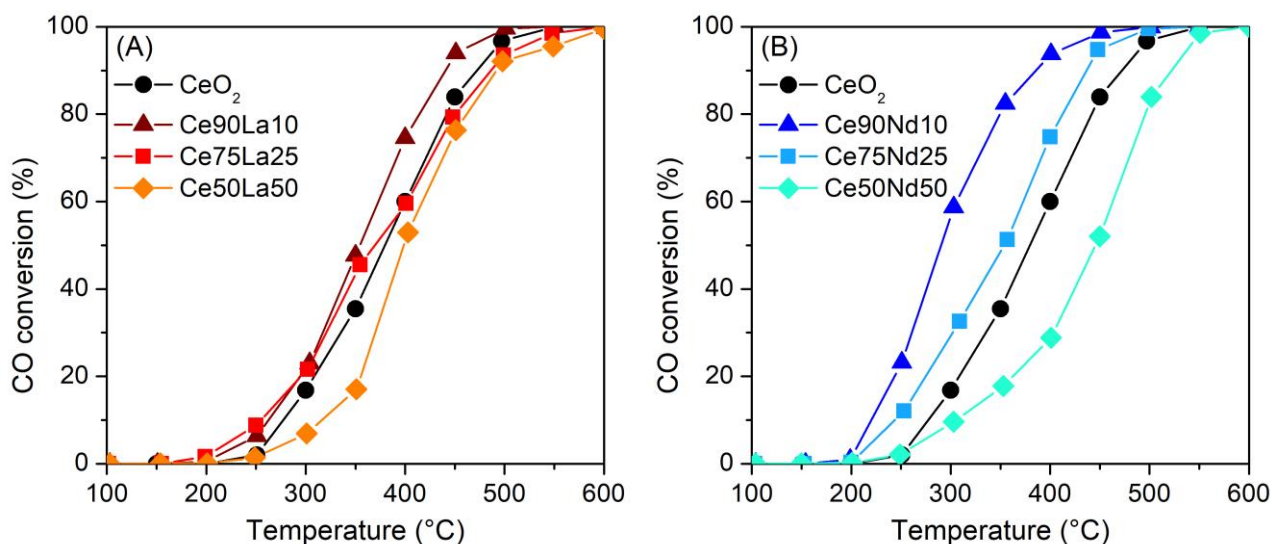 (A)
CeO2
Ce90La10
Ce75La25
Ce50La50
CO conversion (%)
100
80
60
40
20
0
100 200 300 400 500 600
Temperature (°C)
(B)
CeO2
Ce90Nd10
Ce75Nd25
Ce50Nd50
CO conversion (%)
100
80
60
40
20
0
100 200 300 400 500 600
Temperature (°C)